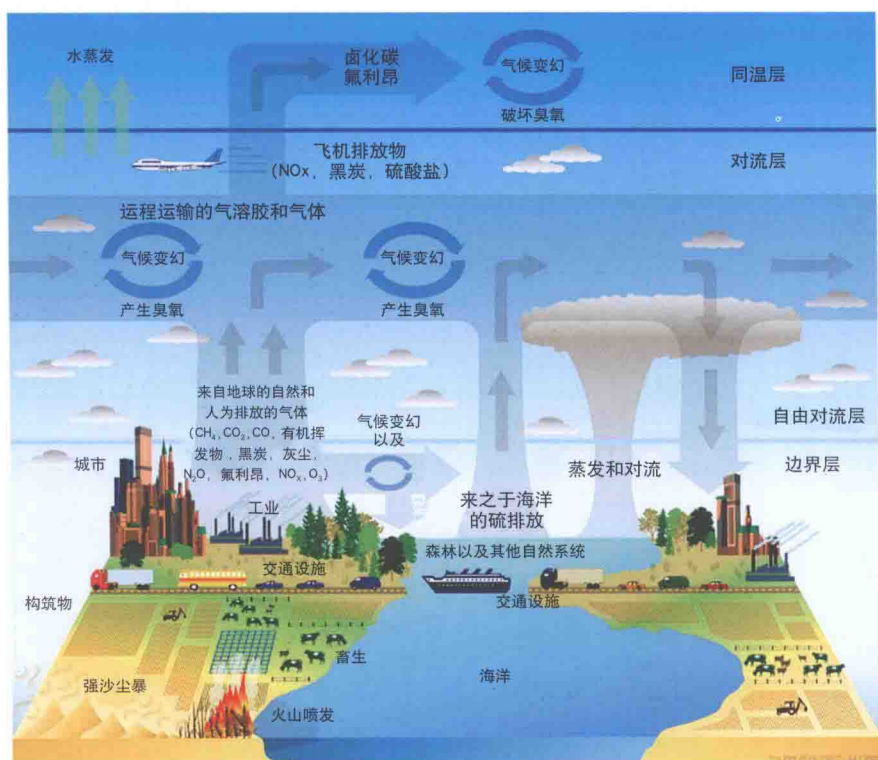 水蒸发
卤化碳
氟利昂
气候变幻
破坏臭氧
同温层
飞机排放物
(NOx，黑炭，硫酸盐)
对流层
运程运输的气溶胶和气体
气候变幻
产生臭氧
气候变幻
产生臭氧
来自地球的自然和
人为排放的气体
(CH₄,CO₂,CO，有机挥
发物，黑炭，灰尘，
N₂O，氟利昂，NOx,O₃)
气候变幻
以及
自由对流层
城市
蒸发和对流
边界层
工业
来之于海洋
的硫排放
森林以及其他自然系统
交通设施
构筑物
交通设施
畜生
强沙尘暴
海洋
火山喷发